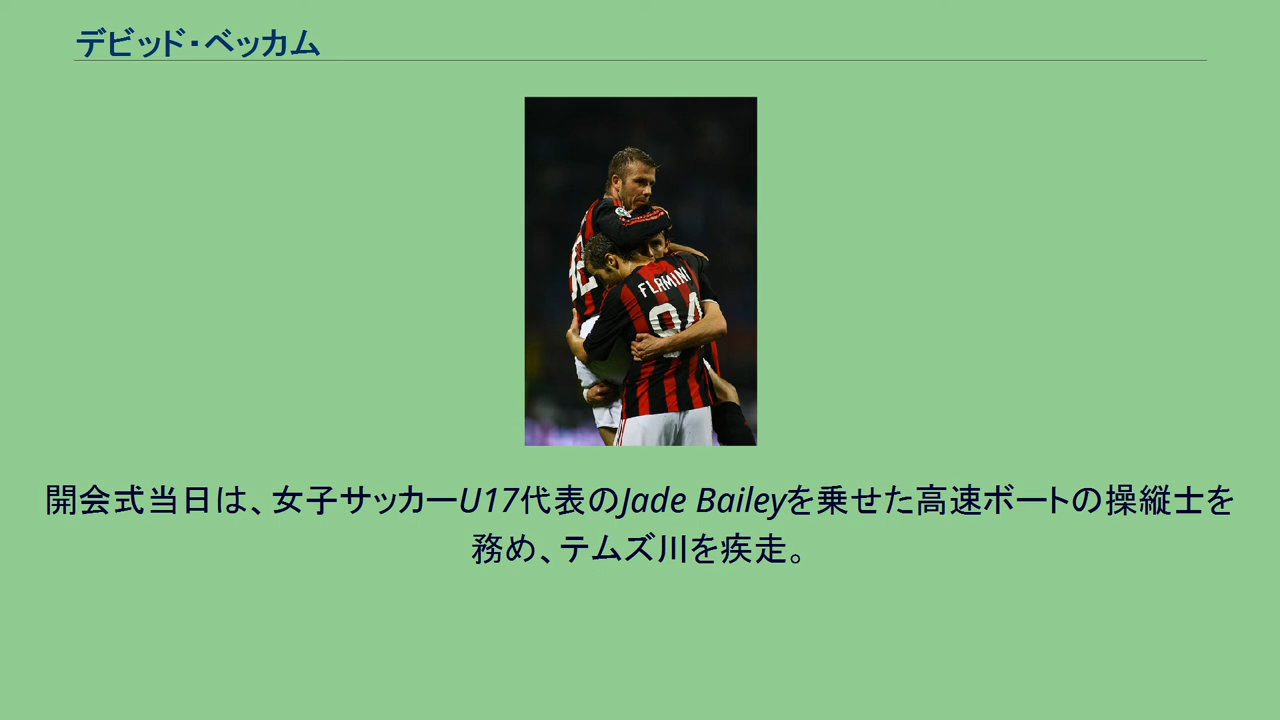 デビッド・ベッカム
FLAMINI
84
開会式当日は、女子サッカーU17代表のJade Baileyを乗せた高速ボートの操縦士を
務め、テムズ川を疾走。